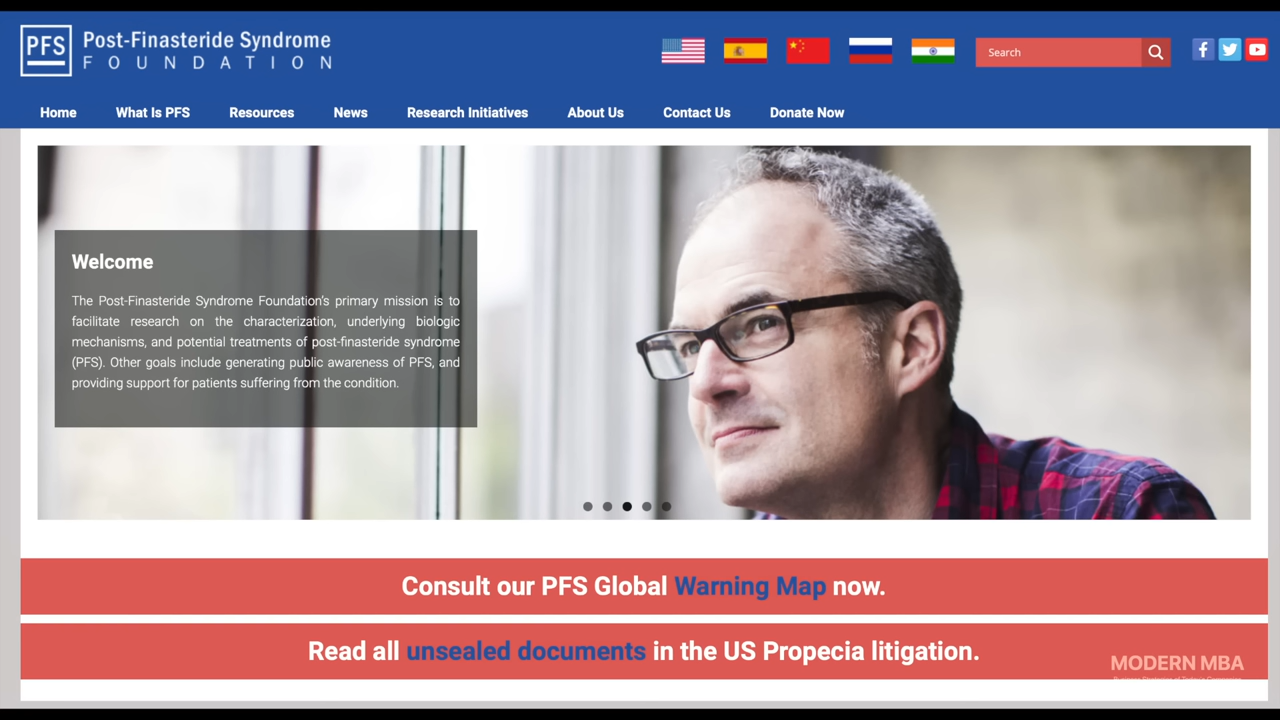 PFS
Post-Finasteride Syndrome
FOUNDATION
Search
Home What Is PFS Resources News Research Initiatives About Us Contact Us Donate Now
Welcome
The Post-Finasteride Syndrome Foundation's primary mission is to
facilitate research on the characterization, underlying biologic
mechanisms, and potential treatments of post-finasteride syndrome
(PFS). Other goals include generating public awareness of PFS, and
providing support for patients suffering from the condition.
Consult our PFS Global Warning Map now.
Read all unsealed documents in the US Propecia litigation.
MODERN MBA